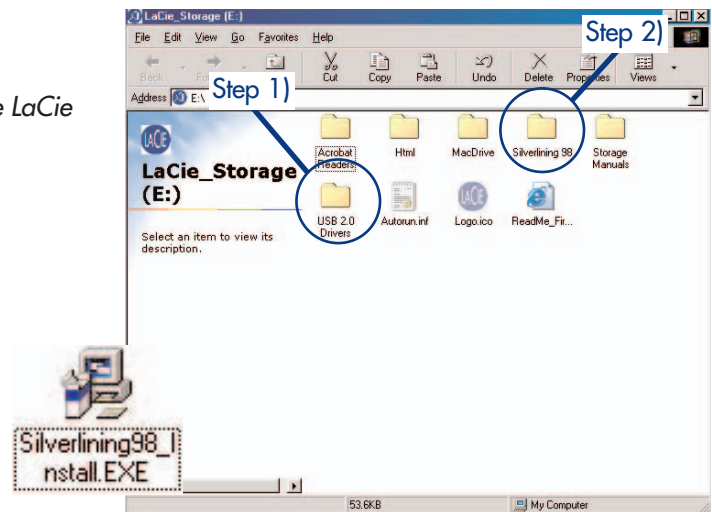 LaCie_Storage (E:)
File Edit View Go Favorites Help
Step 2)
Back Cut Copy Paste Undo Delete Properties Views
Step 1)
Address E:\
e LaCie
LACIE
LaCie_Storage
(E:)
Select an item to view its
description.
Acrobat
Readers
Html
MacDrive
Silverlining 98
Storage
Manuals
USB 2.0
Drivers
Autorun.inf
LACIE
Logo.ico
ReadMe_Fir...
Silverlining98_I
nstall.EXE
53.6KB
My Computer